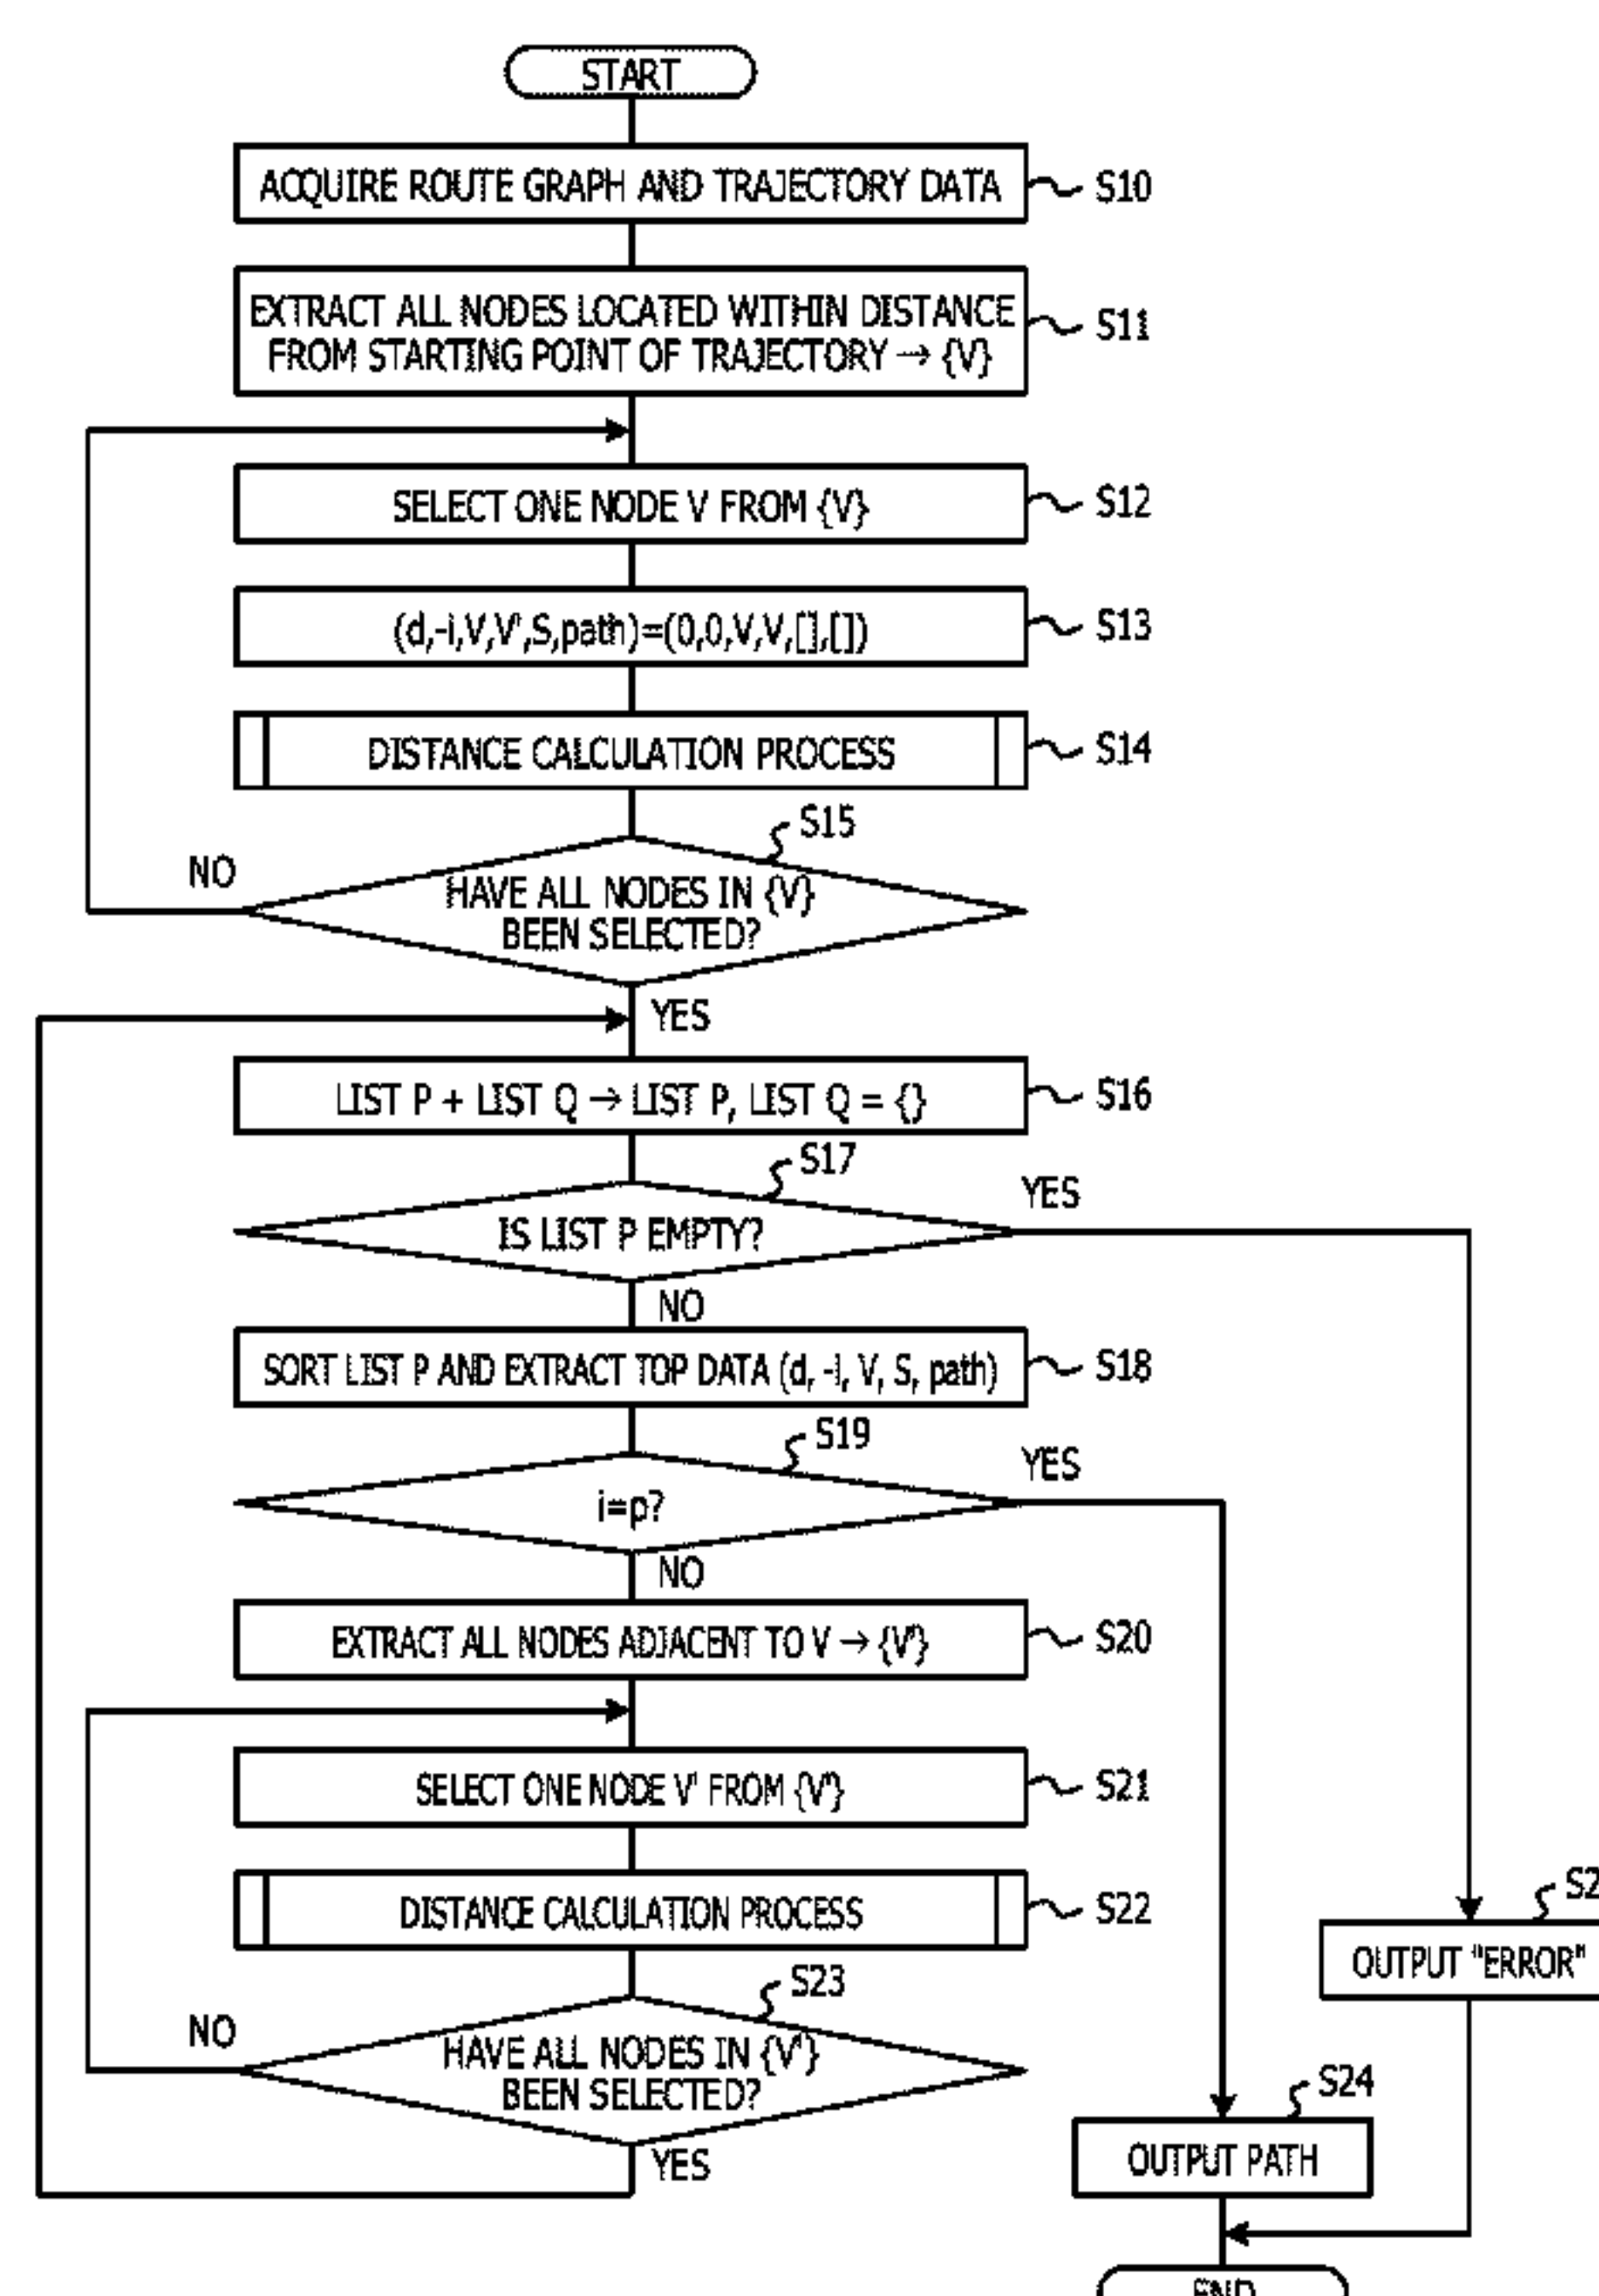 START
ACQUIRE ROUTE GRAPH AND TRAJECTORY DATA
S10
EXTRACT ALL NODES LOCATED WITHIN DISTANCE
FROM STARTING POINT OF TRAJECTORY → {V}
S11
SELECT ONE NODE V FROM {V}
S12
(d,-i,V,V',S,path)=(0,0,V,V,[],[])
S13
DISTANCE CALCULATION PROCESS
S14
S15
NO
HAVE ALL NODES IN {V}
BEEN SELECTED?
YES
LIST P + LIST Q → LIST P, LIST Q = {}
S16
S17
YES
IS LIST P EMPTY?
NO
SORT LIST P AND EXTRACT TOP DATA (d, -i, V, S, path)
S18
S19
YES
i=p?
NO
EXTRACT ALL NODES ADJACENT TO V → {V'}
S20
SELECT ONE NODE V' FROM {V'}
S21
DISTANCE CALCULATION PROCESS
S22
OUTPUT "ERROR"
S23
NO
HAVE ALL NODES IN {V'}
BEEN SELECTED?
YES
S24
OUTPUT PATH
END